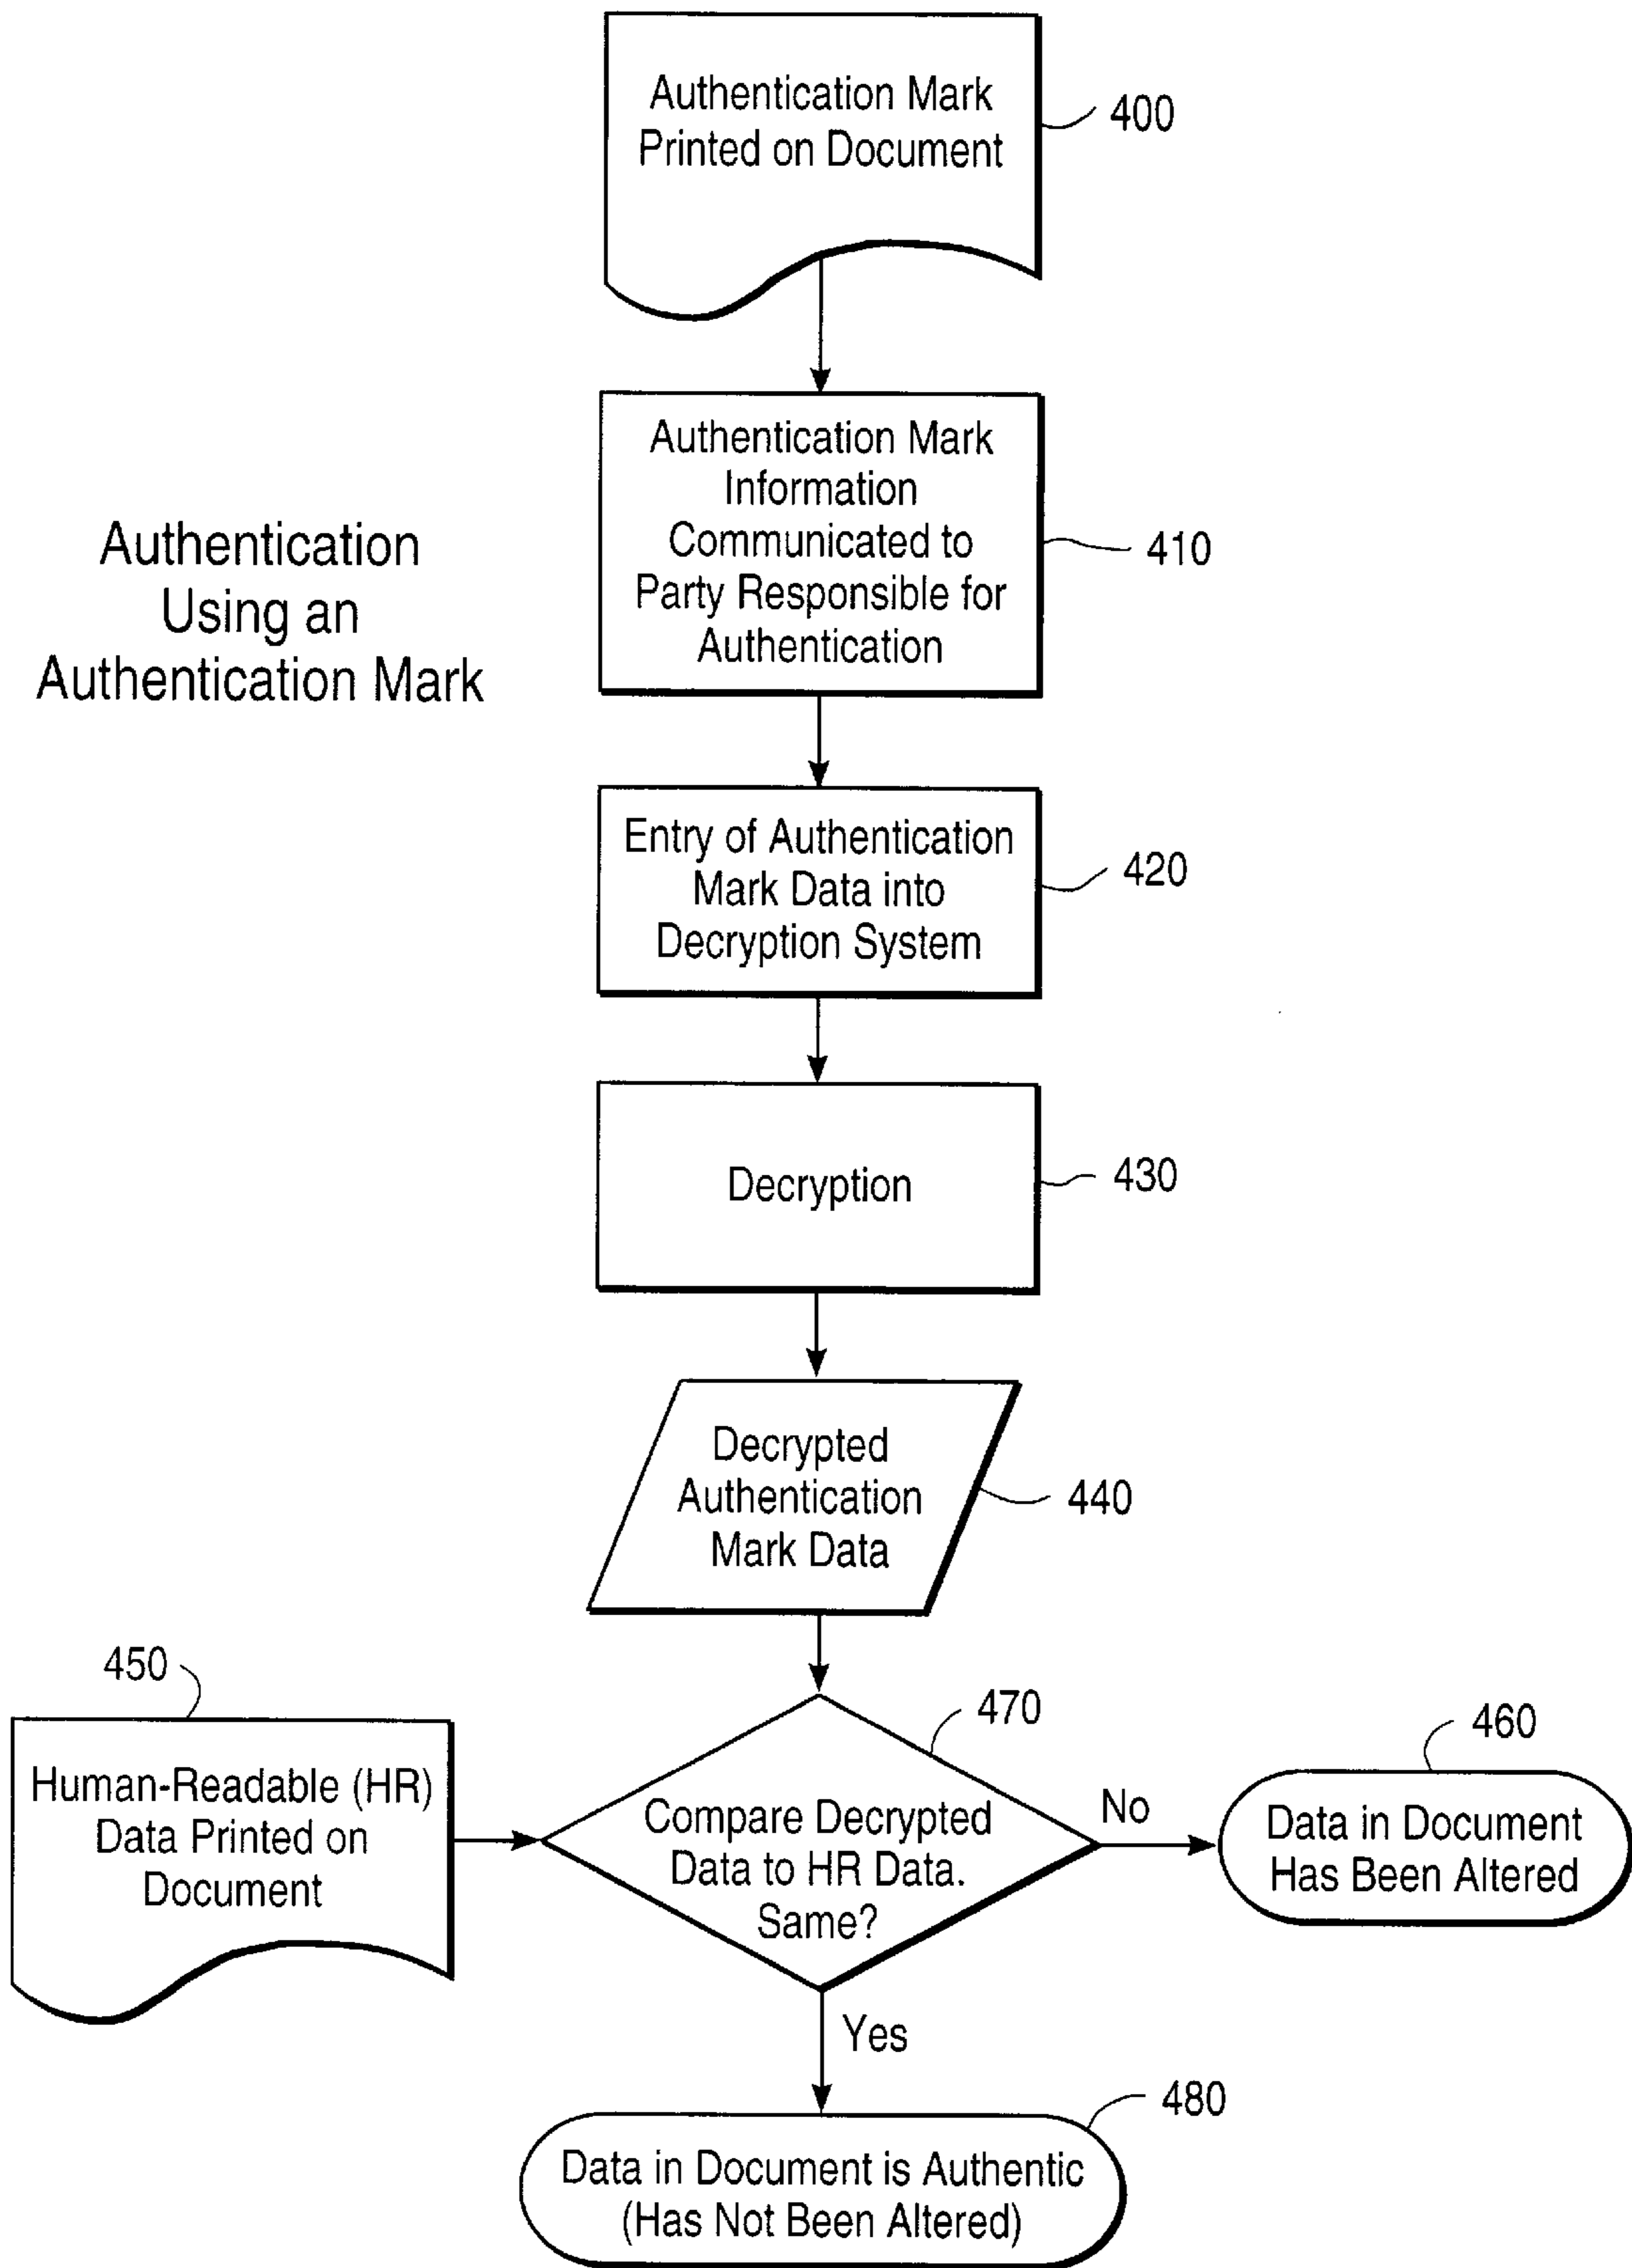 Authentication Mark
Printed on Document
400
Authentication Mark
Information
Communicated to
Party Responsible for
Authentication
410
Authentication
Using an
Authentication Mark
Entry of Authentication
Mark Data into
Decryption System
420
Decryption
430
Decrypted
Authentication
Mark Data
440
450
Human-Readable (HR)
Data Printed on
Document
470
Compare Decrypted
Data to HR Data.
Same?
No
460
Data in Document
Has Been Altered
Yes
480
Data in Document is Authentic
(Has Not Been Altered)